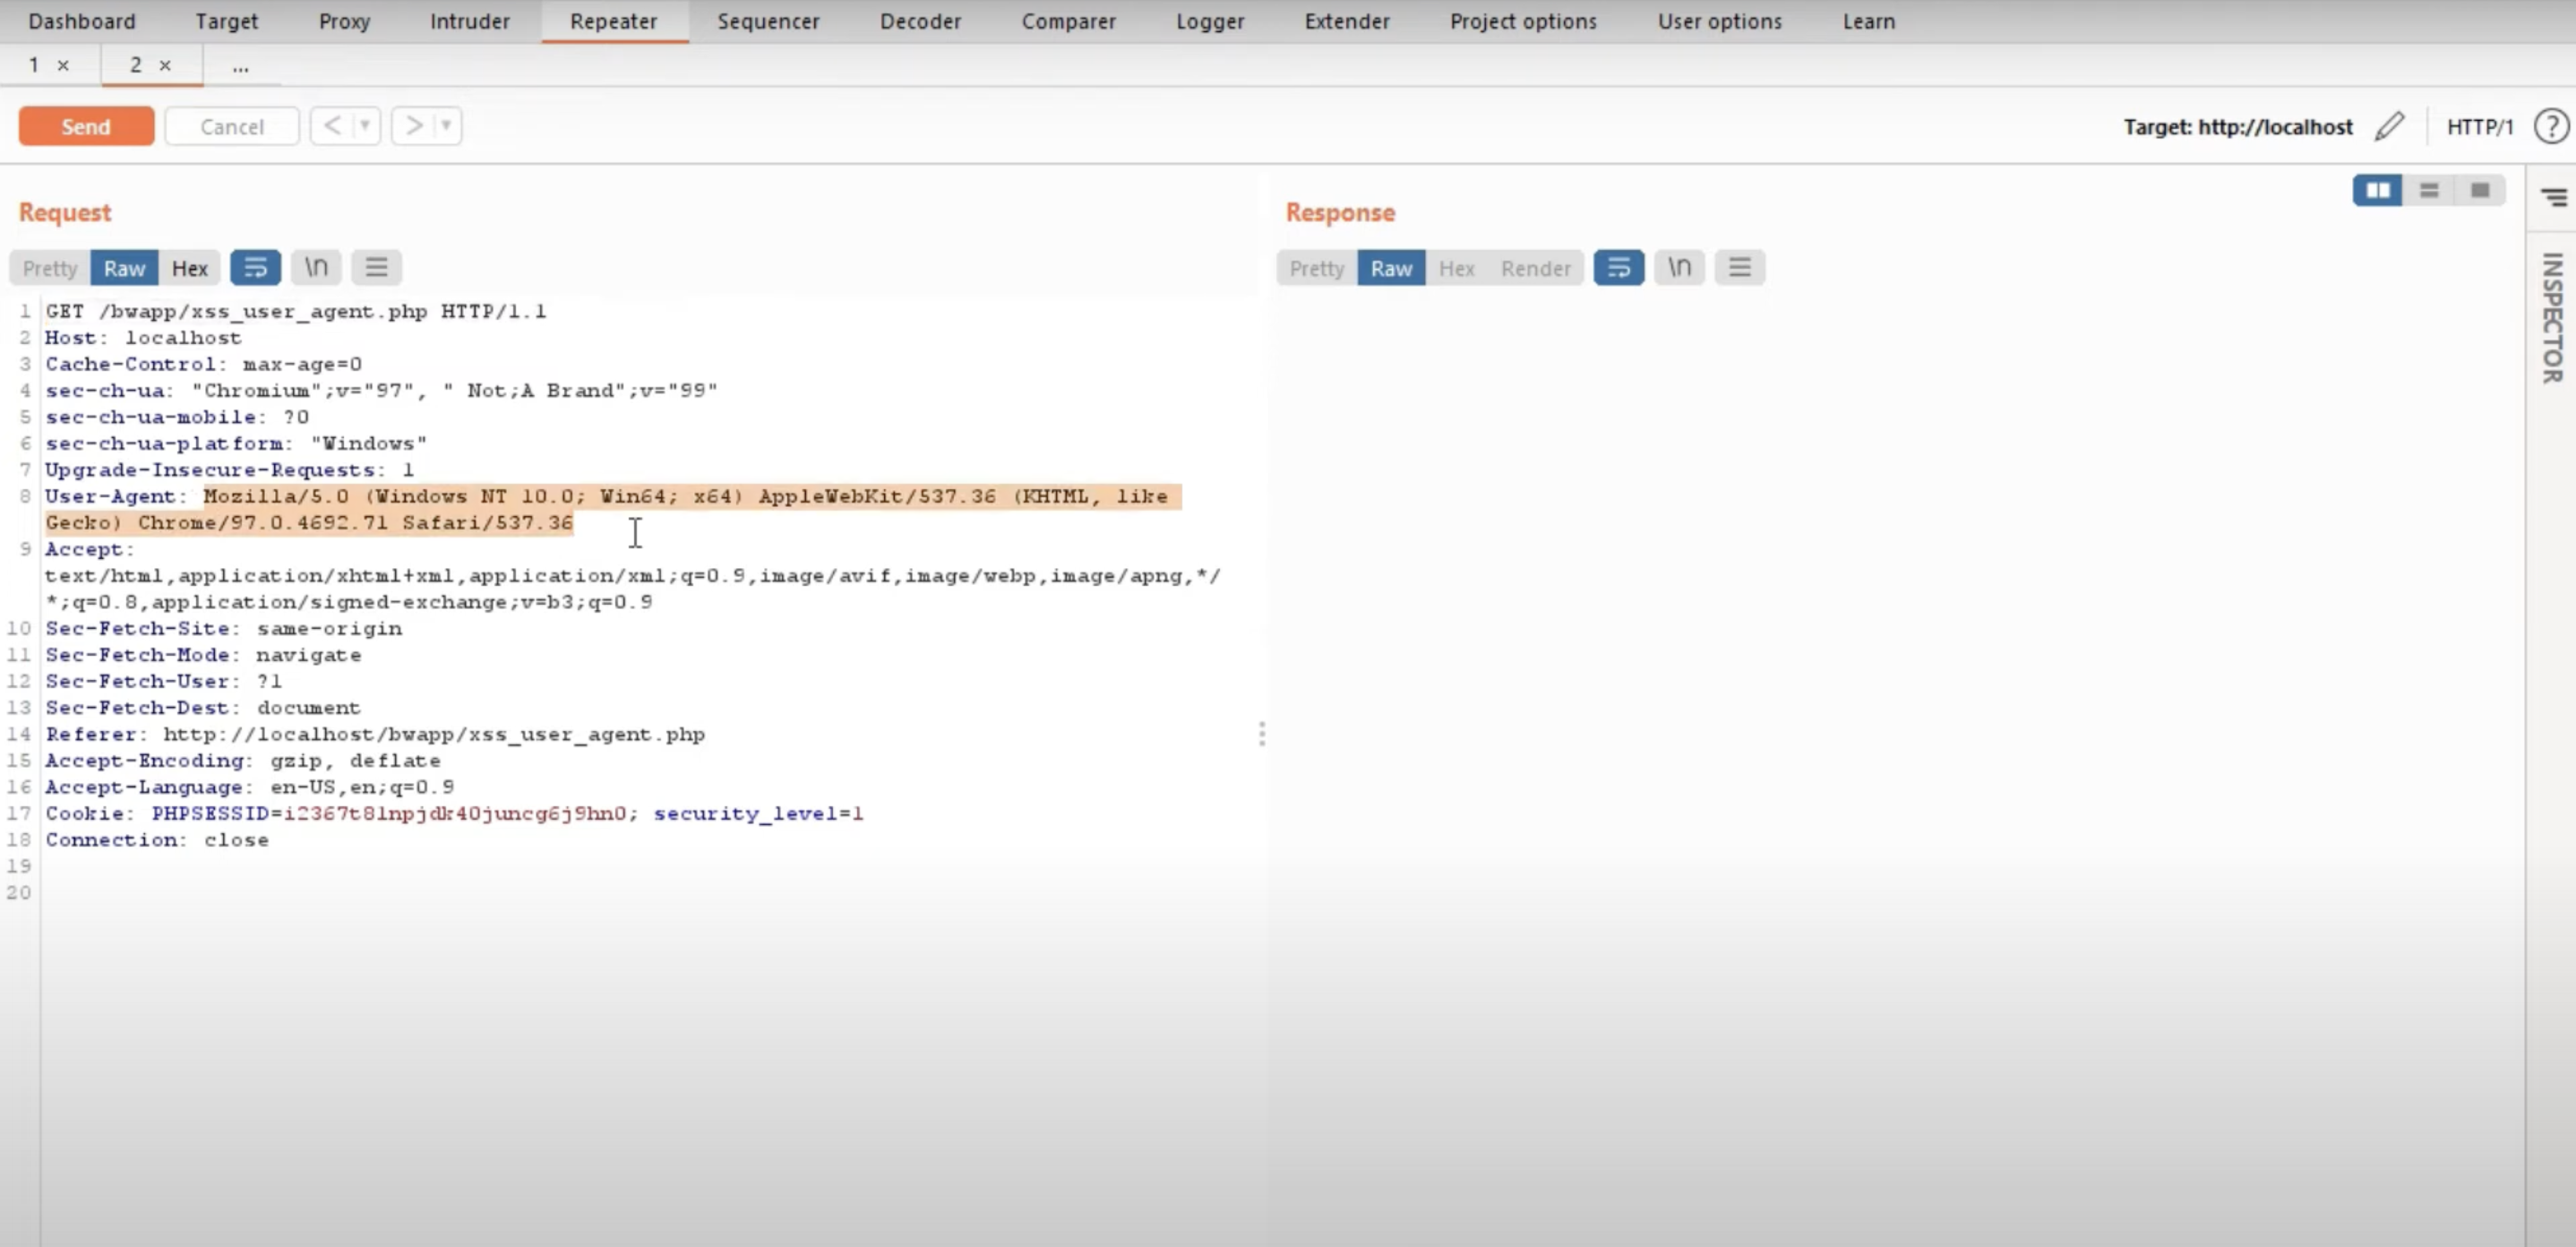 Dashboard Target Proxy Intruder Repeater Sequencer Decoder Comparer Logger Extender Project options User options Learn
1 × 2 × ...
Send Cancel < > Target: http://localhost HTTP/1 ?
Request
Pretty Raw Hex \n
1 GET /bwapp/xss_user_agent.php HTTP/1.1
2 Host: localhost
3 Cache-Control: max-age=0
4 sec-ch-ua: "Chromium";v="97", " Not;A Brand";v="99"
5 sec-ch-ua-mobile: ?0
6 sec-ch-ua-platform: "Windows"
7 Upgrade-Insecure-Requests: 1
8 User-Agent: Mozilla/5.0 (Windows NT 10.0; Win64; x64) AppleWebKit/537.36 (KHTML, like
Gecko) Chrome/97.0.4692.71 Safari/537.36
9 Accept:
text/html,application/xhtml+xml,application/xml;q=0.9,image/avif,image/webp,image/apng,*/
*;q=0.8,application/signed-exchange;v=b3;q=0.9
10 Sec-Fetch-Site: same-origin
11 Sec-Fetch-Mode: navigate
12 Sec-Fetch-User: ?1
13 Sec-Fetch-Dest: document
14 Referer: http://localhost/bwapp/xss_user_agent.php
15 Accept-Encoding: gzip, deflate
16 Accept-Language: en-US,en;q=0.9
17 Cookie: PHPSESSID=i2367t81npjdk40juncg6j9hn0; security_level=1
18 Connection: close
19
20
Response
Pretty Raw Hex Render \n
INSPECTOR